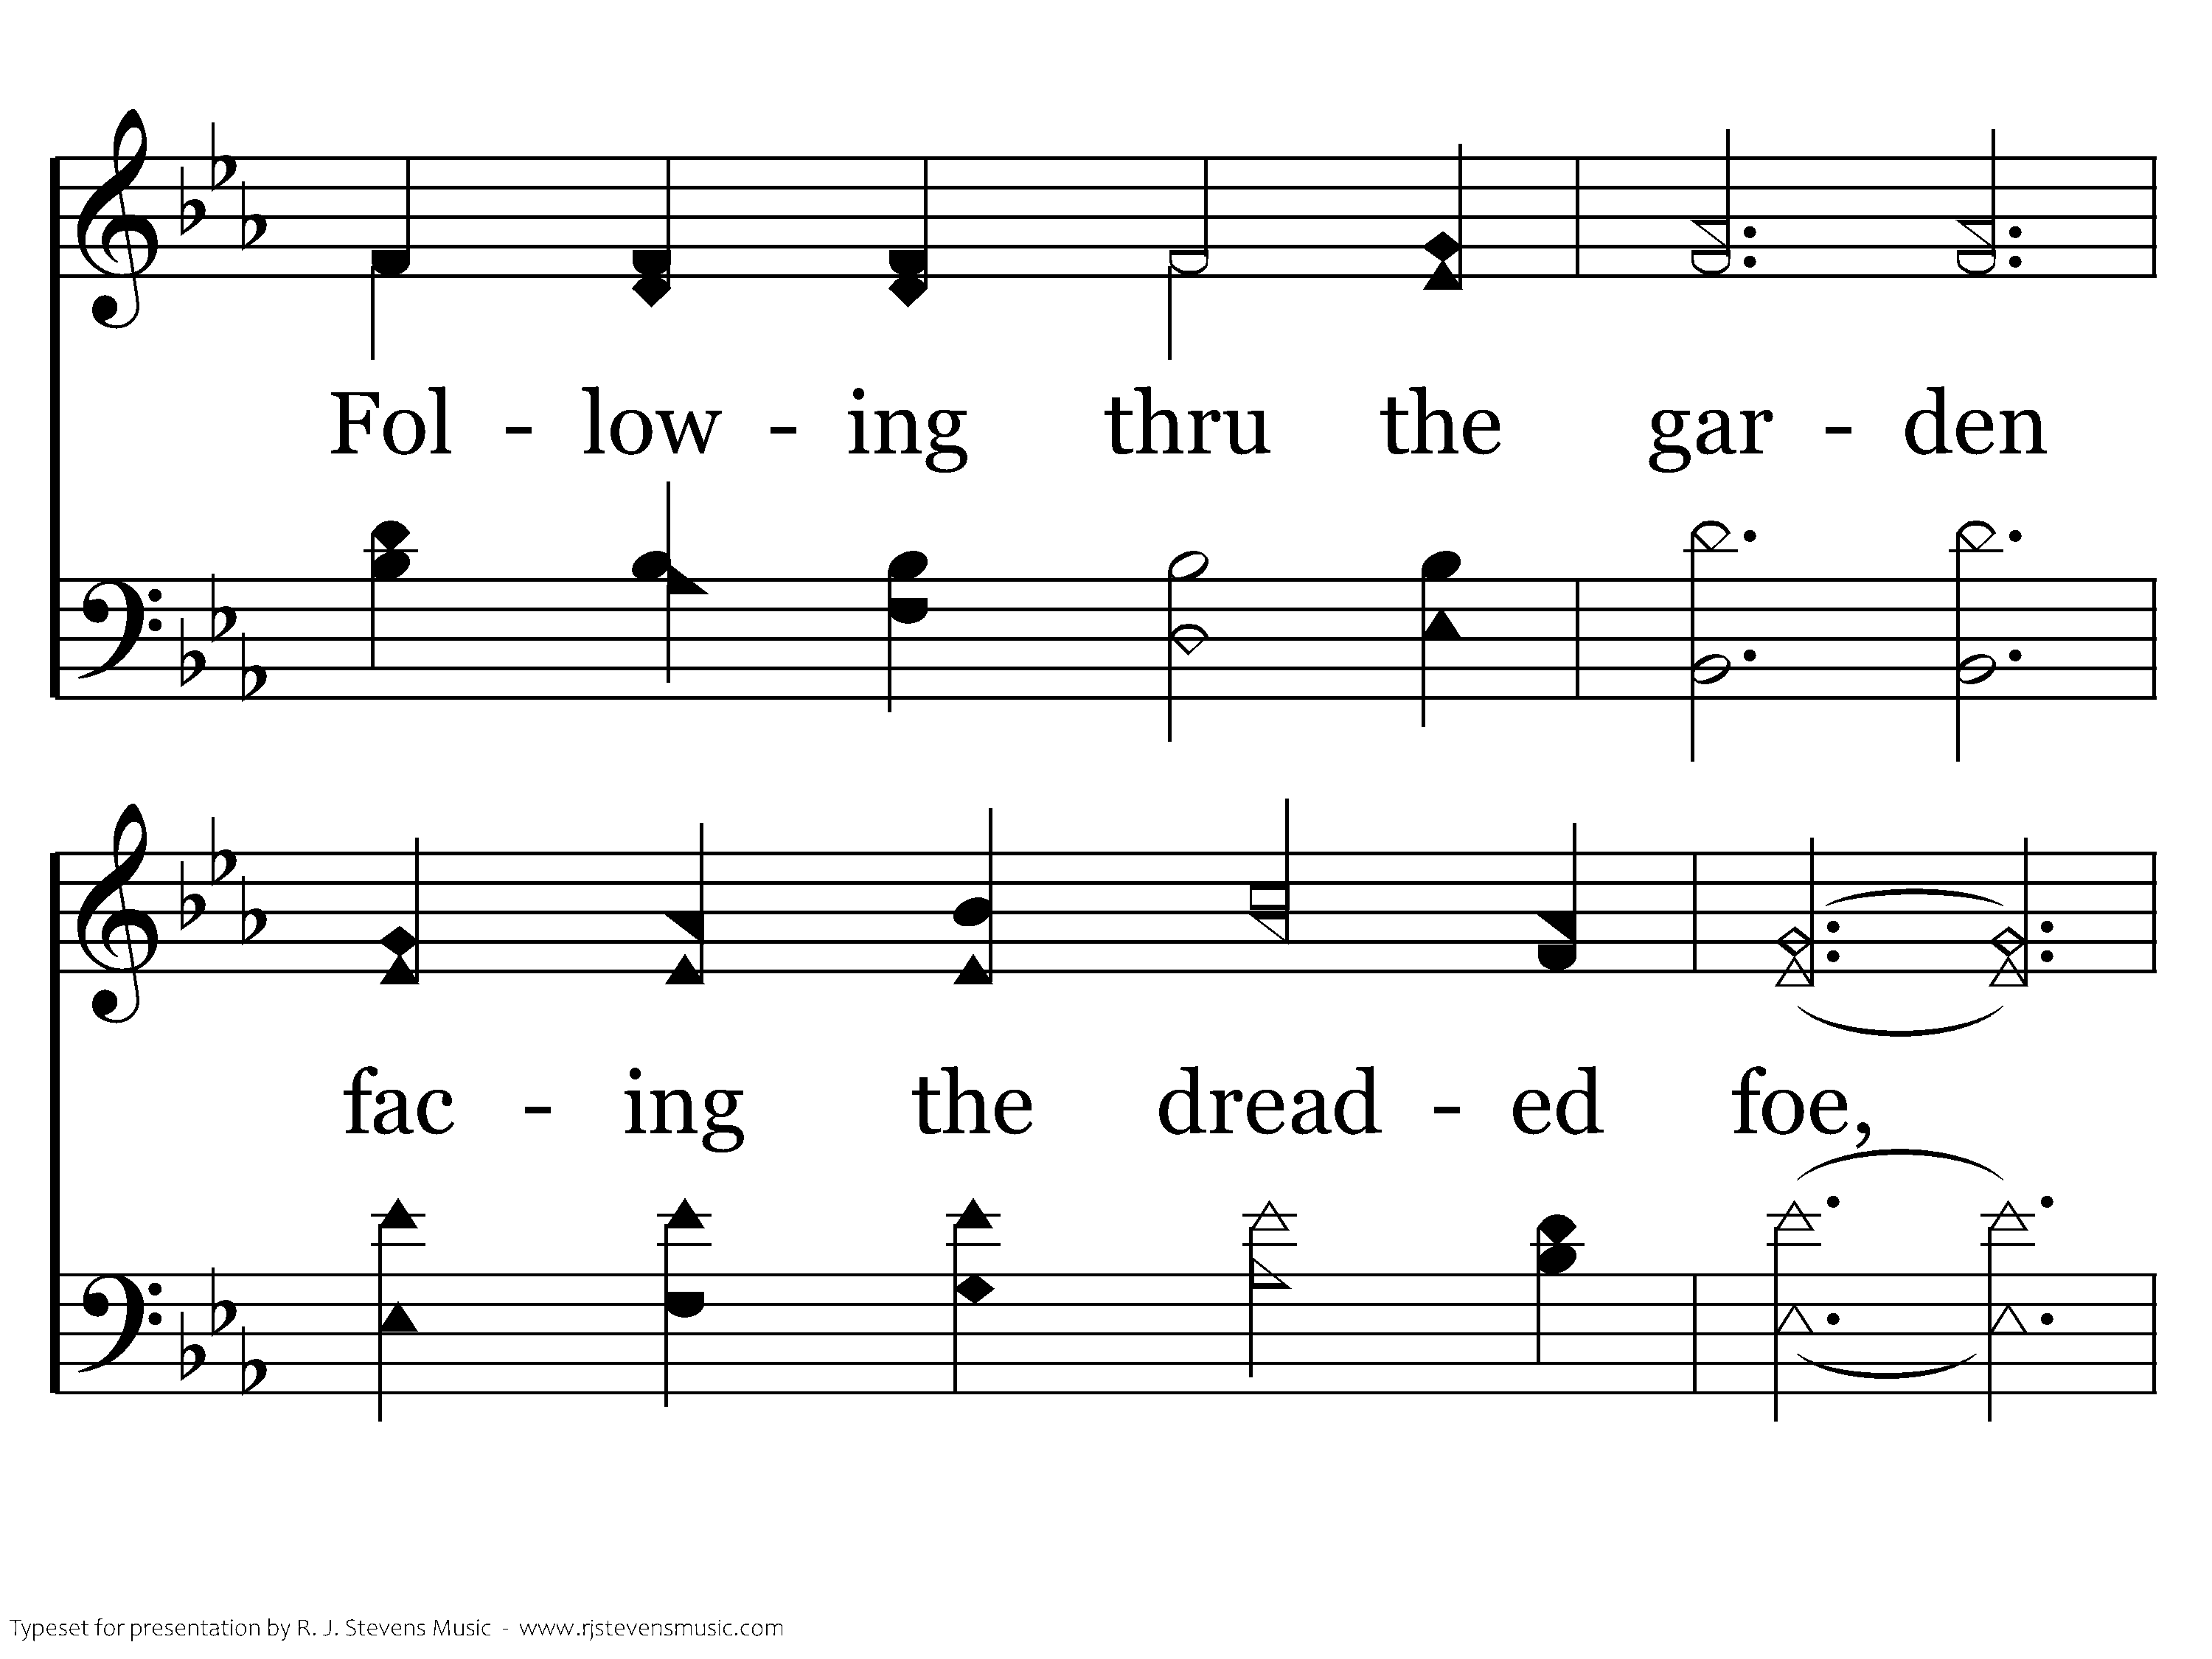 Fol - low - ing thru the gar - den
fac - ing the dread - ed foe,
Typeset for presentation by R. J. Stevens Music - www.rjstevensmusic.com